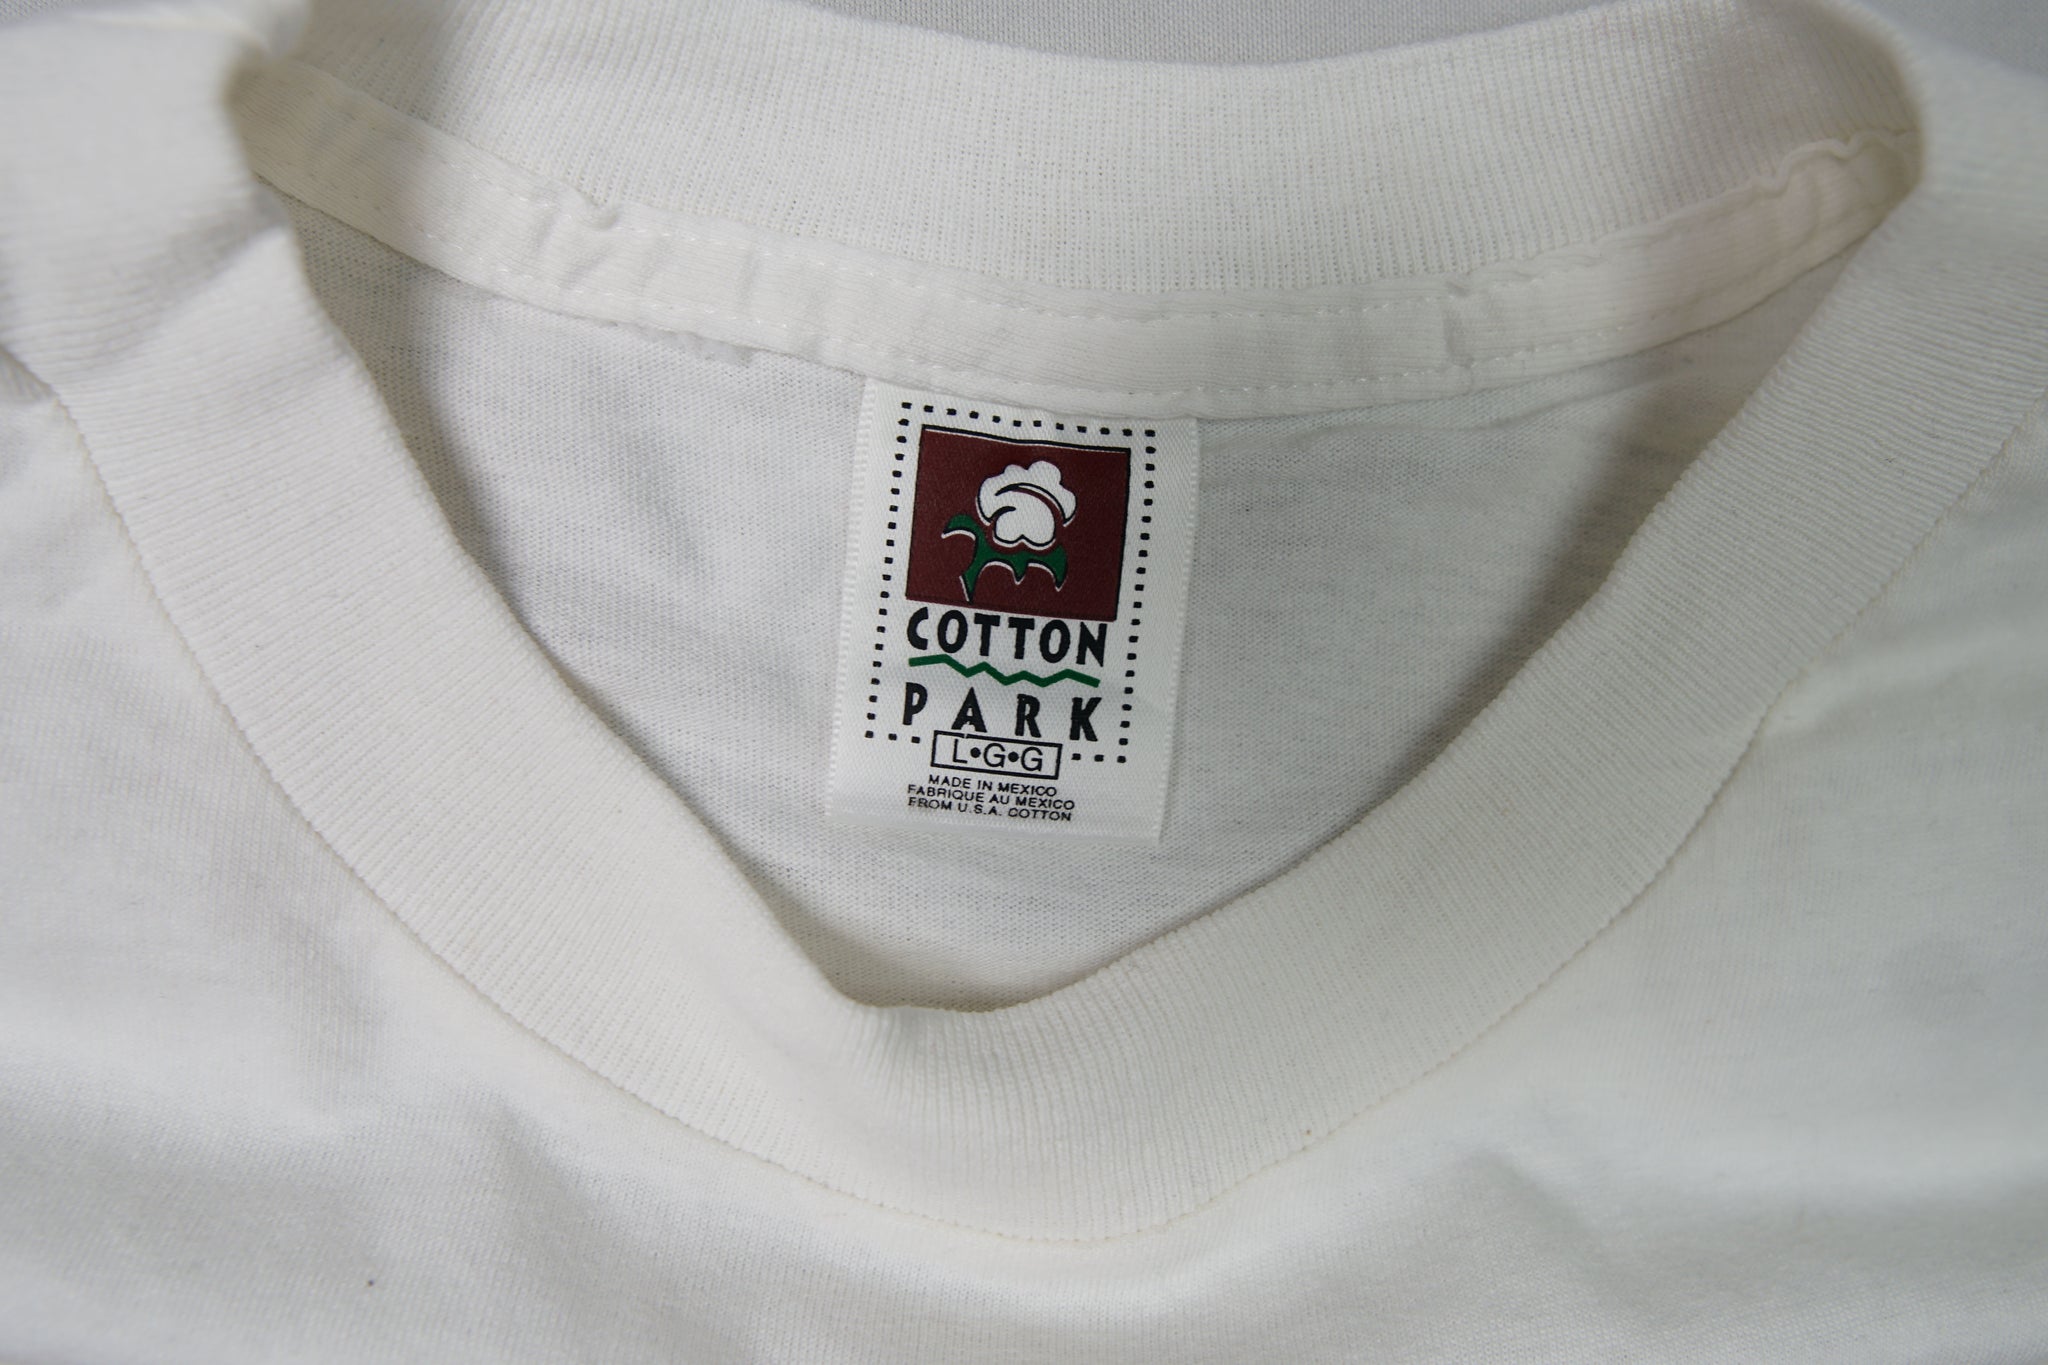 COTTON
PARK
L•G•G
MADE IN MEXICO
FABRIQUE AU MEXICO
FROM U.S.A. COTTON